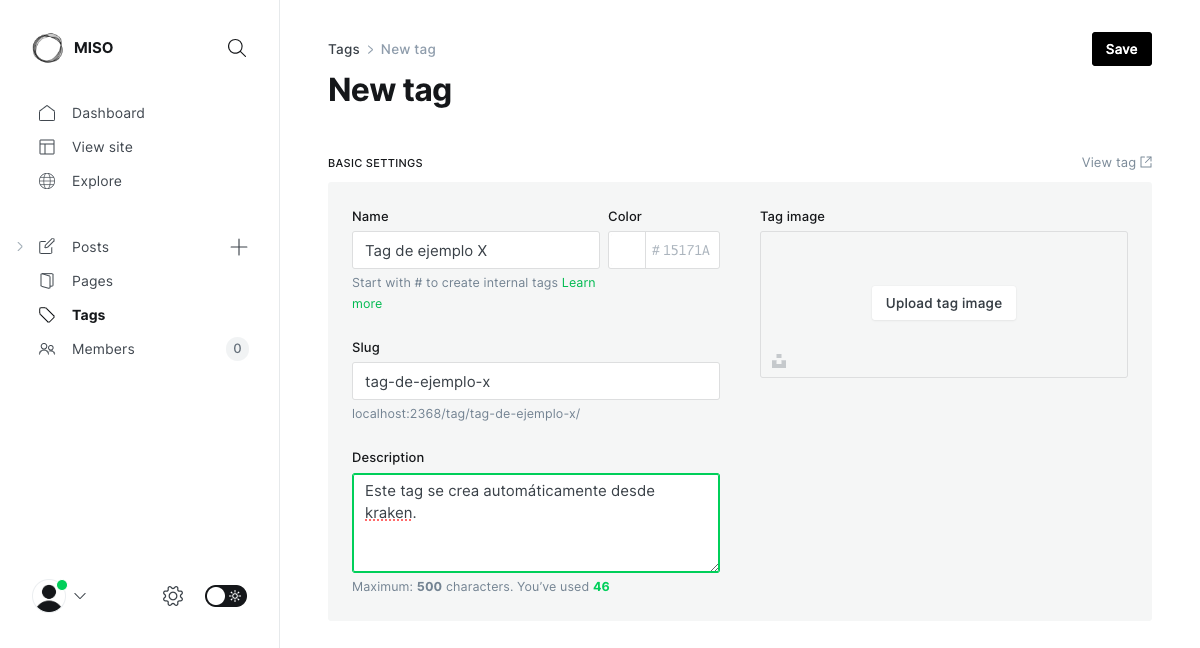 MISO
Dashboard
View site
Explore
Posts
Pages
Tags
Members 0
Tags > New tag
Save
New tag
BASIC SETTINGS
View tag
Name
Tag de ejemplo X
Start with # to create internal tags Learn
more
Color
# 15171A
Slug
tag-de-ejemplo-x
localhost:2368/tag/tag-de-ejemplo-x/
Description
Este tag se crea automáticamente desde
kraken.
Maximum: 500 characters. You’ve used 46
Tag image
Upload tag image